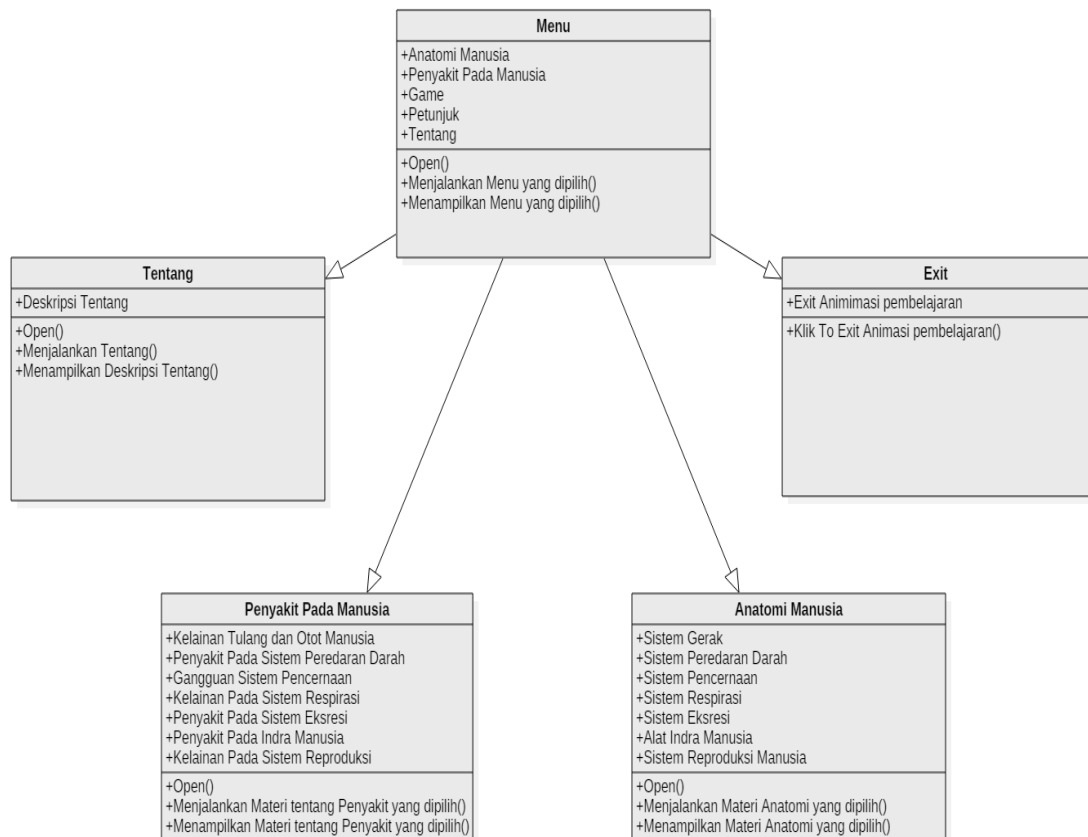 Menu
+Anatomi Manusia
+Penyakit Pada Manusia
+Game
+Petunjuk
+Tentang
+Open()
+Menjalankan Menu yang dipilih()
+Menampilkan Menu yang dipilih()
Tentang
+Deskripsi Tentang
+Open()
+Menjalankan Tentang()
+Menampilkan Deskripsi Tentang()
Exit
+Exit Animimasi pembelajaran
+Klik To Exit Animasi pembelajaran()
Penyakit Pada Manusia
+Kelainan Tulang dan Otot Manusia
+Penyakit Pada Sistem Peredaran Darah
+Gangguan Sistem Pencernaan
+Kelainan Pada Sistem Respirasi
+Penyakit Pada Sistem Eksresi
+Penyakit Pada Indra Manusia
+Kelainan Pada Sistem Reproduksi
+Open()
+Menjalankan Materi tentang Penyakit yang dipilih()
+Menampilkan Materi tentang Penyakit yang dipilih()
Anatomi Manusia
+Sistem Gerak
+Sistem Peredaran Darah
+Sistem Pencernaan
+Sistem Respirasi
+Sistem Eksresi
+Alat Indra Manusia
+Sistem Reproduksi Manusia
+Open()
+Menjalankan Materi Anatomi yang dipilih()
+Menampilkan Materi Anatomi yang dipilih()